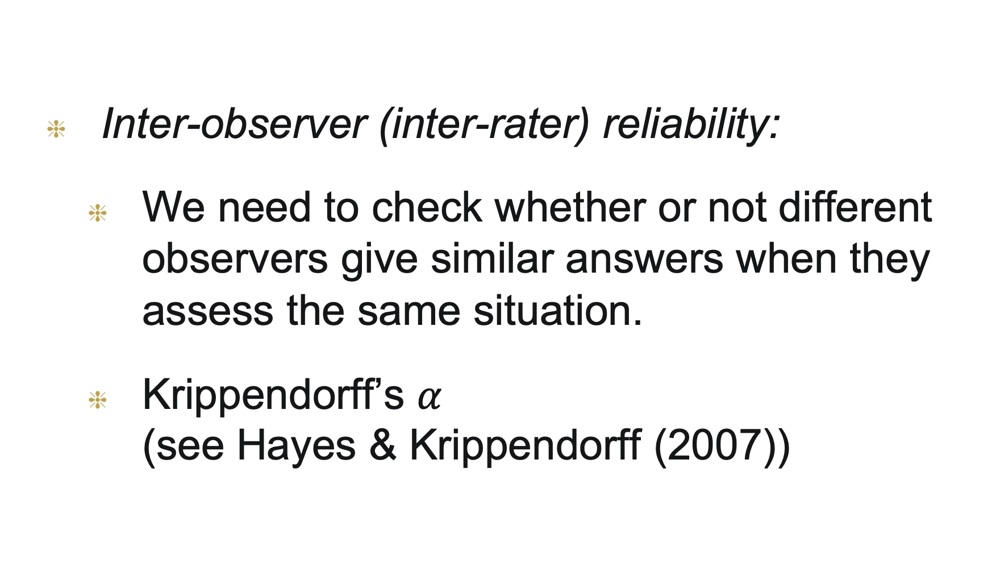 Inter-observer (inter-rater) reliability:
We need to check whether or not different
observers give similar answers when they
assess the same situation.
Krippendorff’s 𝛼
(see Hayes & Krippendorff (2007))